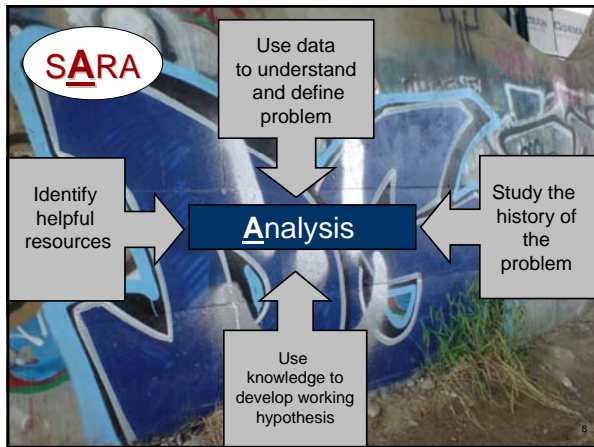 SARA
Use data
to understand
and define
problem
Identify
helpful
resources
Analysis
Study the
history of
the
problem
Use
knowledge to
develop working
hypothesis
8